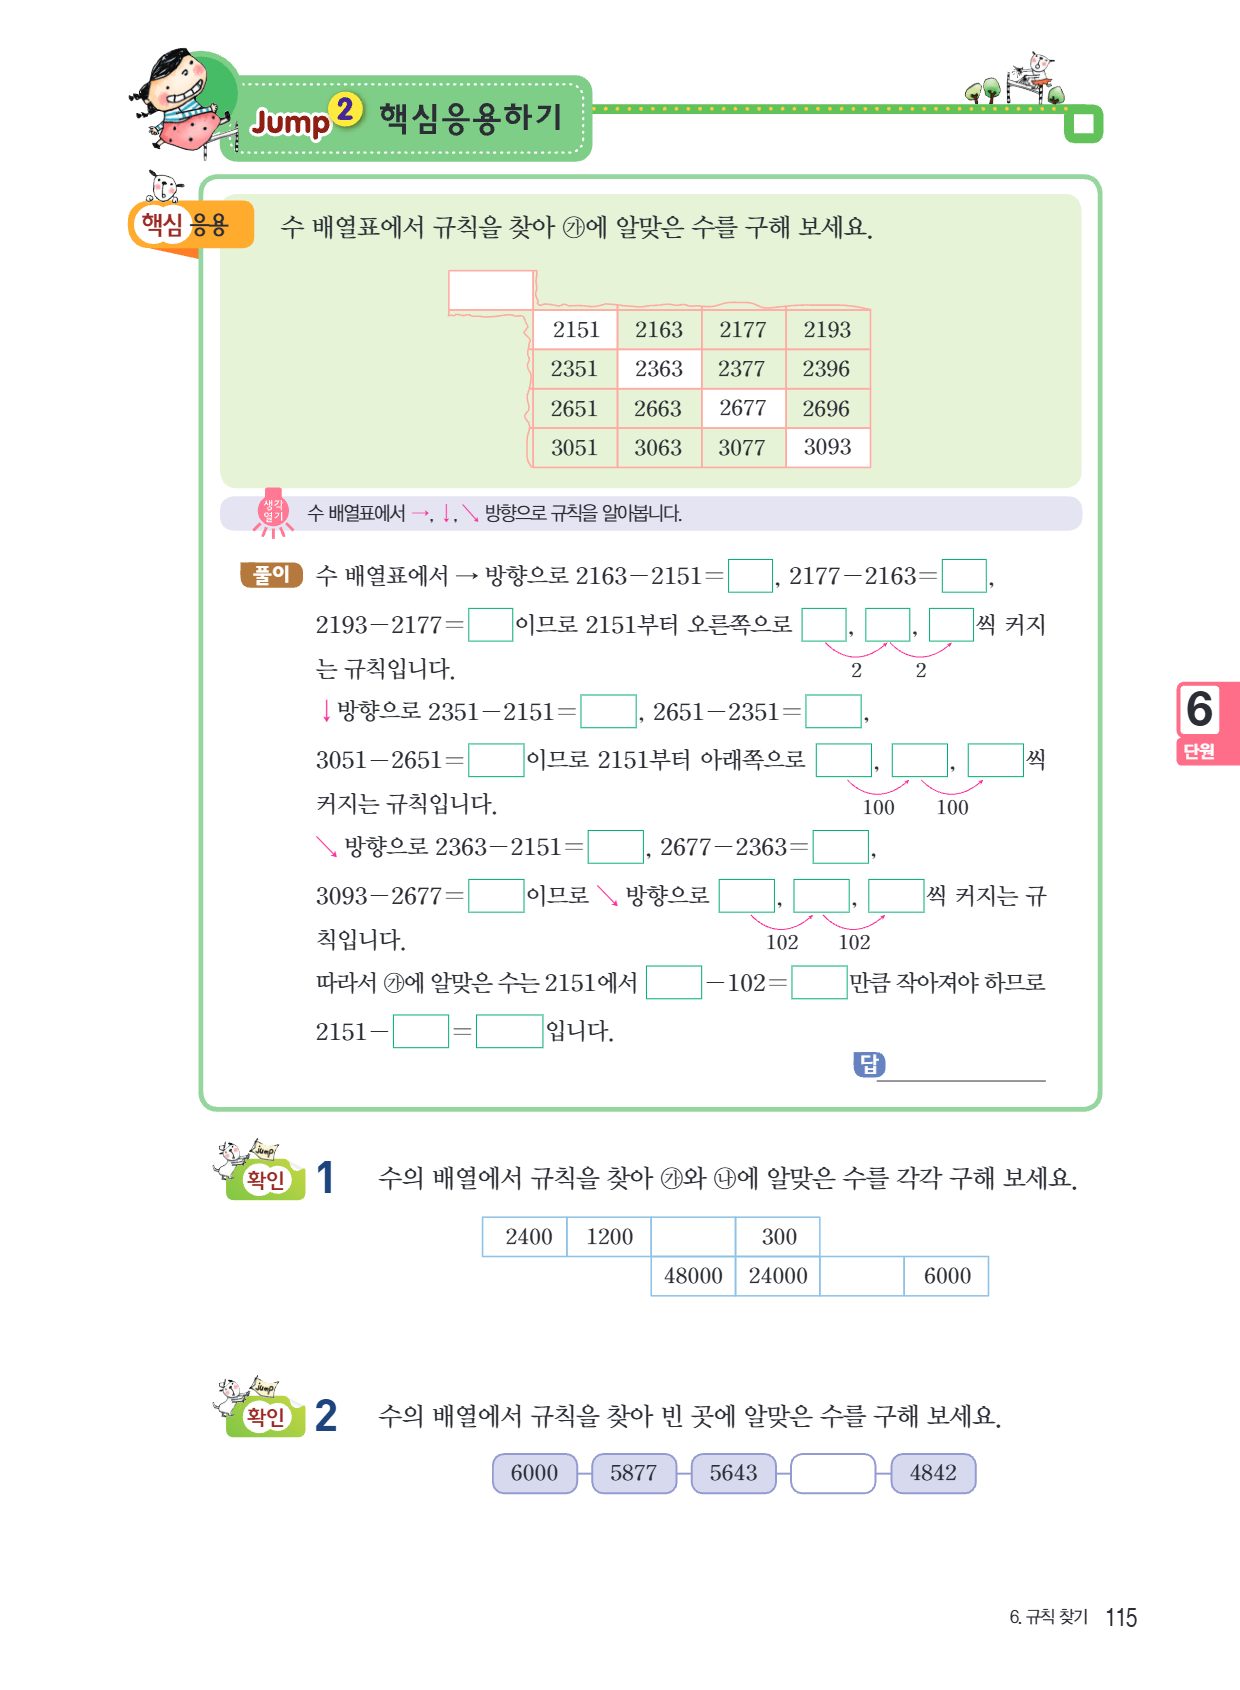 Jump 2 핵심응용하기
핵심 응용
수 배열표에서 규칙을 찾아 ㉮에 알맞은 수를 구해 보세요.
2151 2163 2177 2193
2351 2363 2377 2396
2651 2663 2677 2696
3051 3063 3077 3093
생각 열기
수 배열표에서 →, ↓, ↘ 방향으로 규칙을 알아봅니다.
풀이 수 배열표에서 → 방향으로 2163-2151=□, 2177-2163=□,
2193-2177=□이므로 2151부터 오른쪽으로 □, □, □씩 커지
는 규칙입니다. 2 2
↓방향으로 2351-2151=□, 2651-2351=□,
3051-2651=□이므로 2151부터 아래쪽으로 □, □, □씩
커지는 규칙입니다. 100 100
↘ 방향으로 2363-2151=□, 2677-2363=□,
3093-2677=□이므로 ↘ 방향으로 □, □, □씩 커지는 규
칙입니다. 102 102
따라서 ㉮에 알맞은 수는 2151에서 □-102=□만큼 작아져야 하므로
2151-□=□입니다.
답
Jump
확인 1 수의 배열에서 규칙을 찾아 ㉮와 ㉯에 알맞은 수를 각각 구해 보세요.
2400 1200 300
48000 24000 6000
Jump
확인 2 수의 배열에서 규칙을 찾아 빈 곳에 알맞은 수를 구해 보세요.
6000 5877 5643 4842
6
단원
6. 규칙 찾기 115